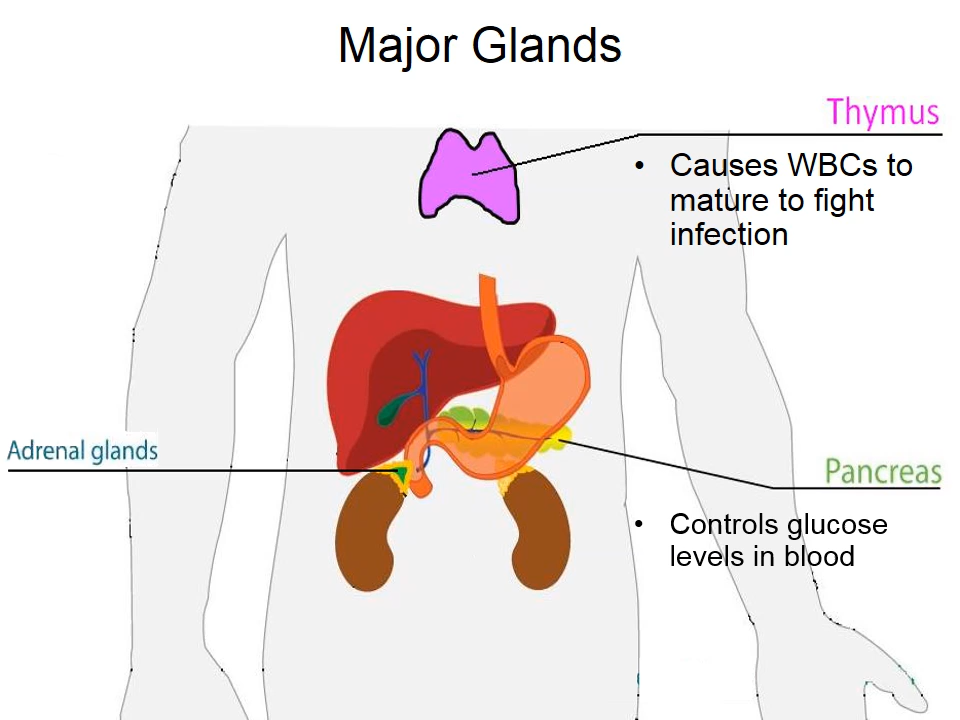 Major Glands
Thymus
• Causes WBCs to
mature to fight
infection
Adrenal glands
Pancreas
• Controls glucose
levels in blood